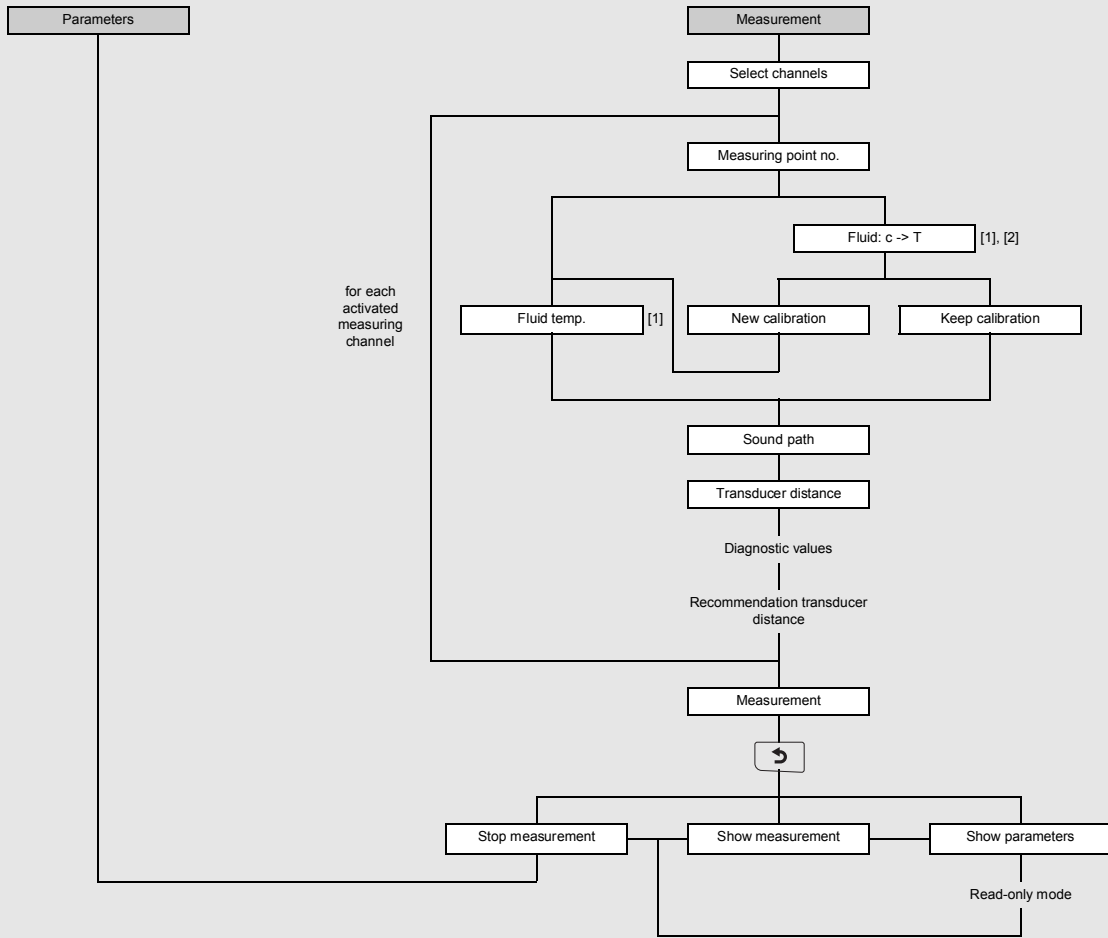 Parameters
Measurement
Select channels
Measuring point no.
Fluid: c -> T
[1], [2]
for each
activated
measuring
channel
Fluid temp.
[1]
New calibration
Keep calibration
Sound path
Transducer distance
Diagnostic values
Recommendation transducer
distance
Measurement
Stop measurement
Show measurement
Show parameters
Read-only mode